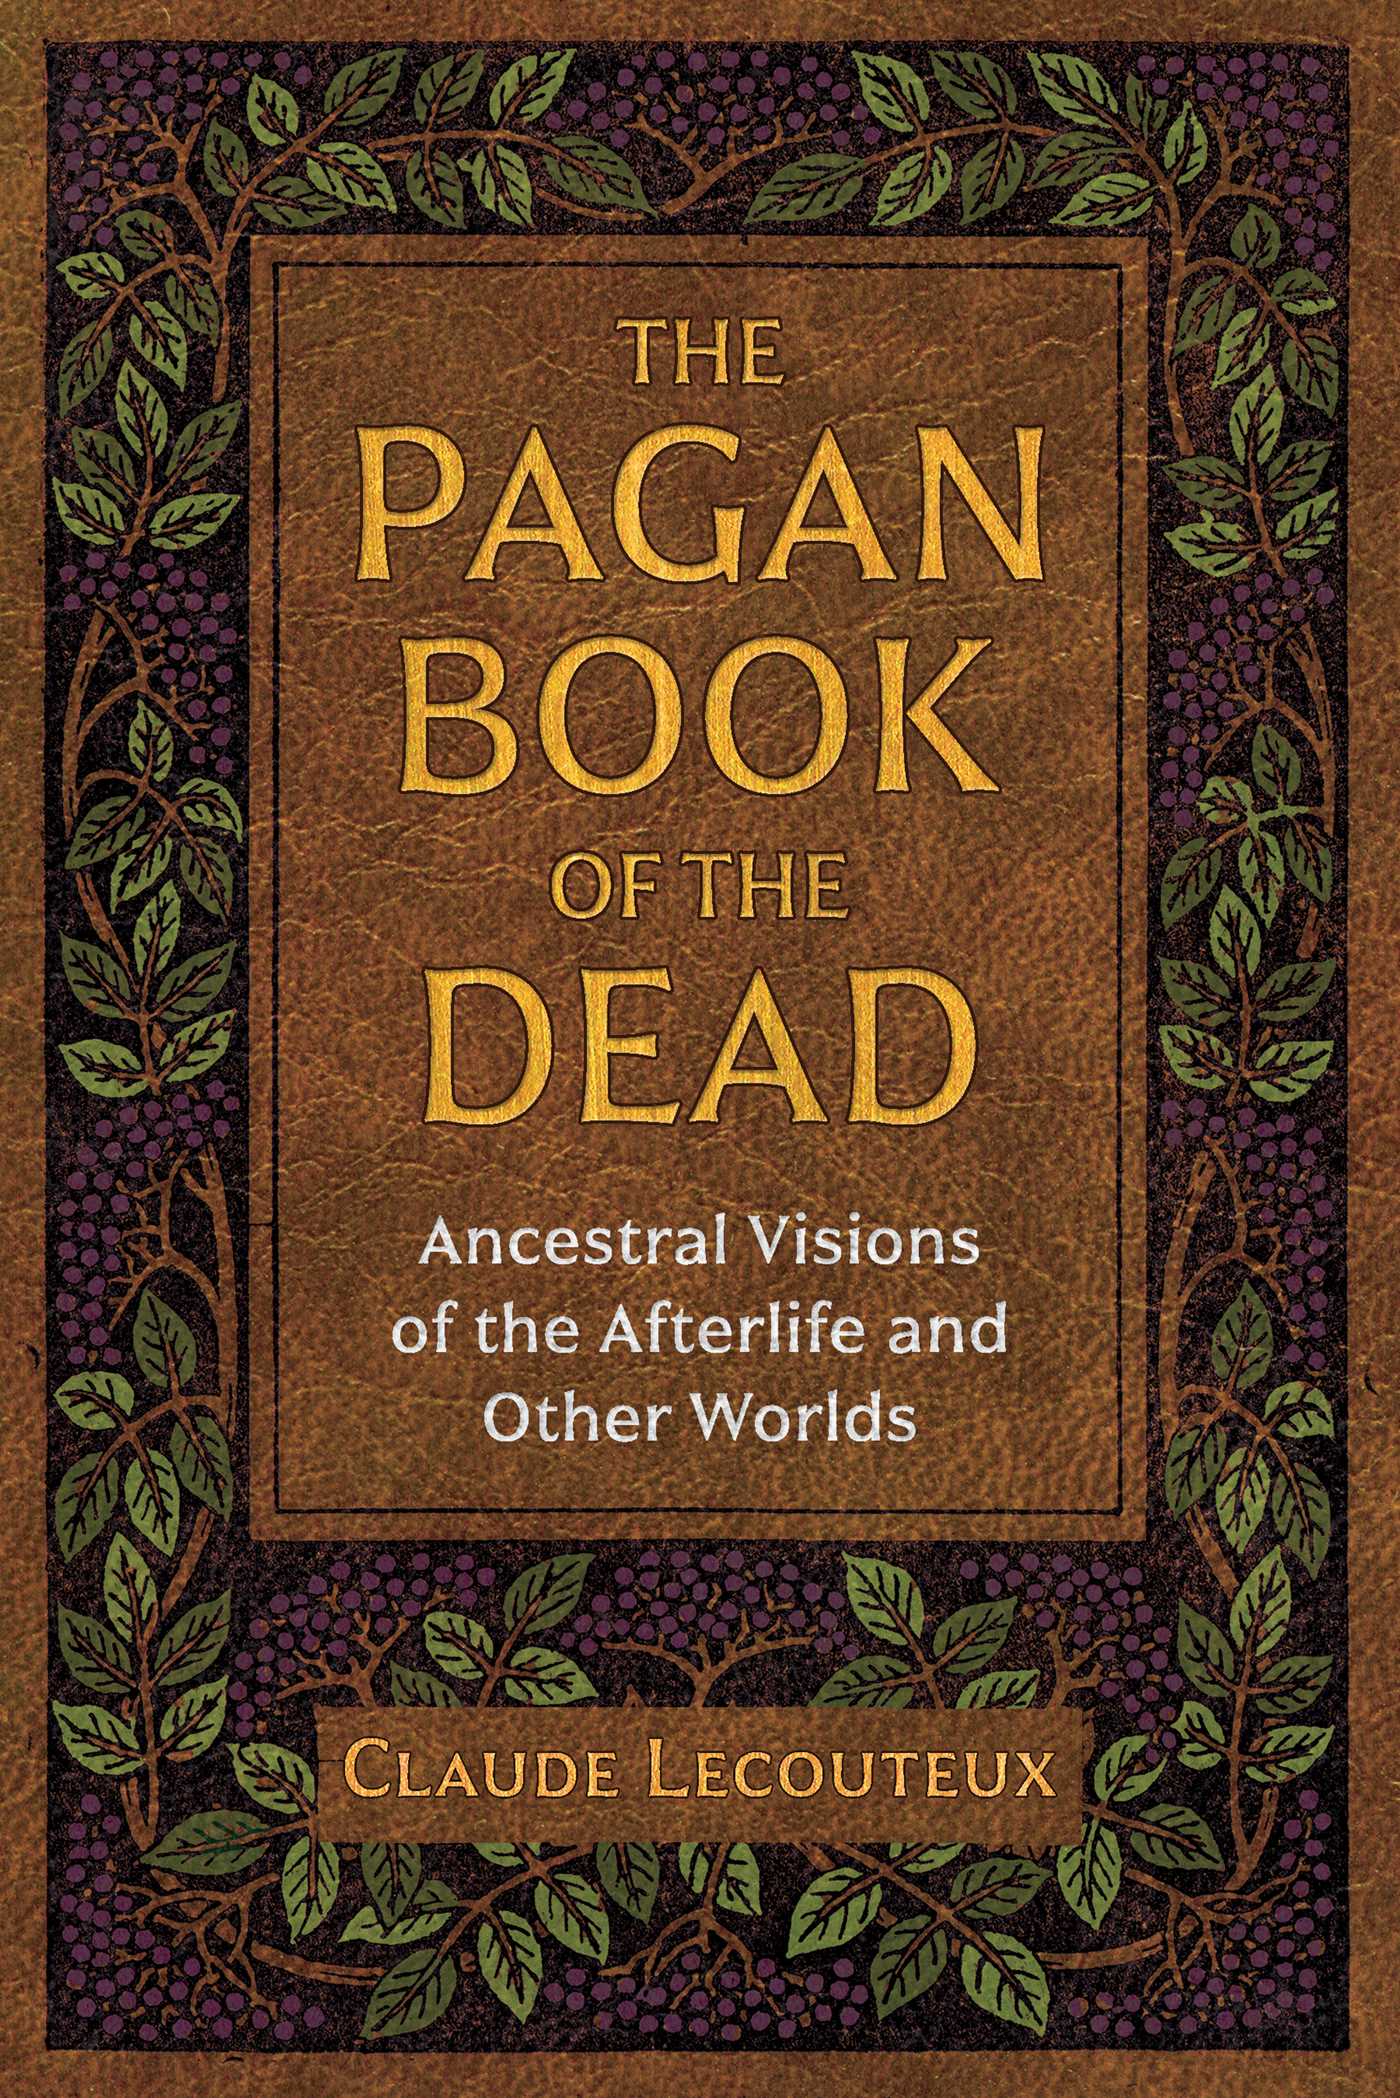 THE
PAGAN
BOOK
OF THE
DEAD
Ancestral Visions
of the Afterlife and
Other Worlds
CLAUDE LECOUTEUX